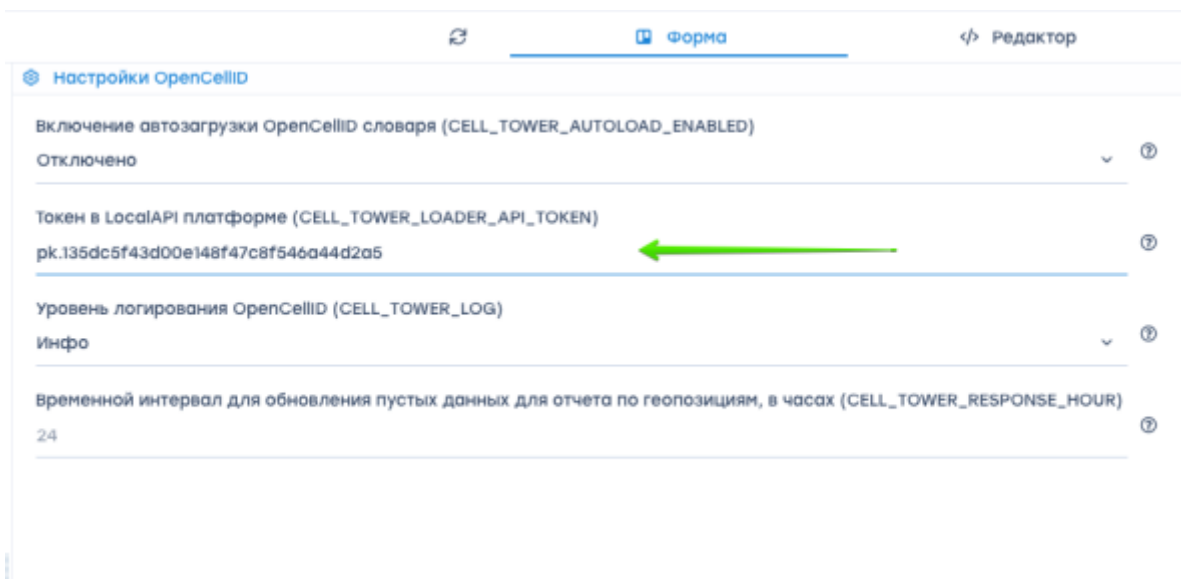 Форма
</> Редактор
Настройки OpenCellID
Включение автозагрузки OpenCellID словаря (CELL_TOWER_AUTOLOAD_ENABLED)
Отключено
Токен в LocalAPI платформе (CELL_TOWER_LOADER_API_TOKEN)
pk.135dc5f43d00e148f47c8f546a44d2a5
Уровень логирования OpenCellID (CELL_TOWER_LOG)
Инфо
Временной интервал для обновления пустых данных для отчета по геопозициям, в часах (CELL_TOWER_RESPONSE_HOUR)
24